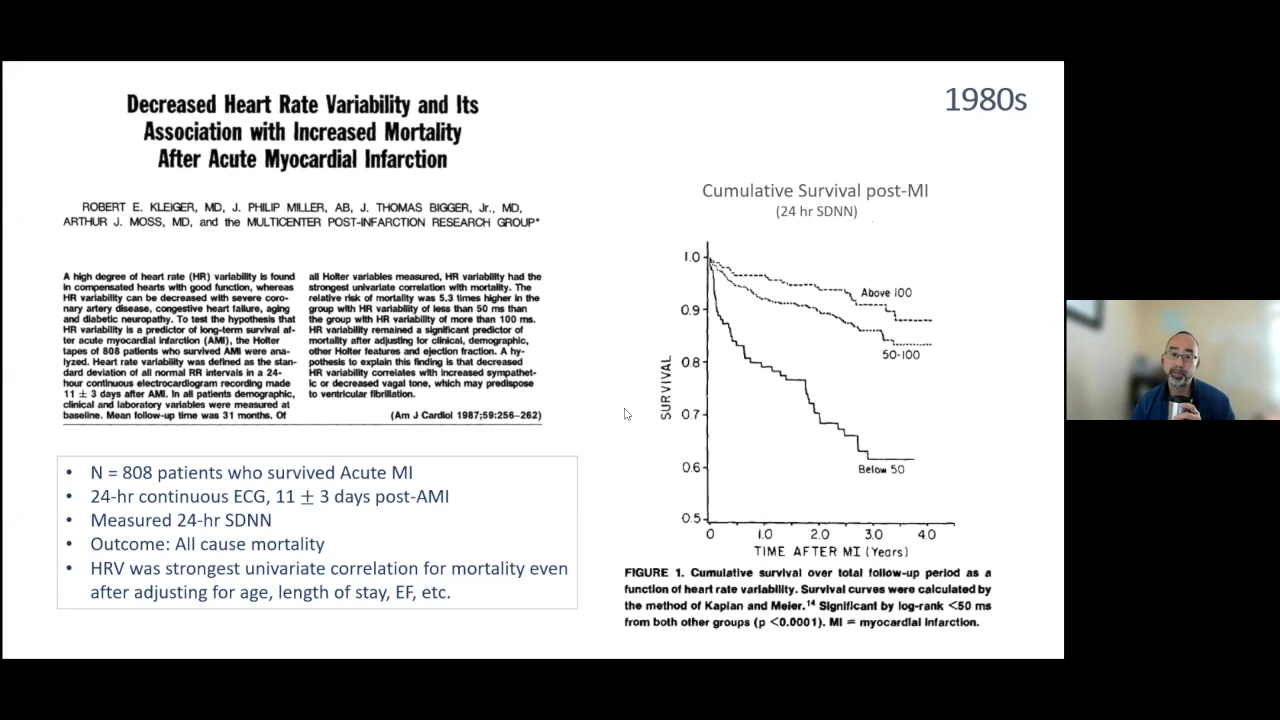 1980s
Decreased Heart Rate Variability and Its
Association with Increased Mortality
After Acute Myocardial Infarction
ROBERT E. KLEIGER, MD, J. PHILIP MILLER, AB, J. THOMAS BIGGER, Jr., MD,
ARTHUR J. MOSS, MD, and the MULTICENTER POST-INFARCTION RESEARCH GROUP*
A high degree of heart rate (HR) variability is found
in compensated hearts with good function, whereas
HR variability can be decreased with severe coro-
nary artery disease, congestive heart failure, aging
and diabetic neuropathy. To test the hypothesis that
HR variability is a predictor of long-term survival af-
ter acute myocardial infarction (AMI), the Holter
tapes of 808 patients who survived AMI were ana-
lyzed. Heart rate variability was defined as the stan-
dard deviation of all normal RR intervals in a 24-
hour continuous electrocardiogram recording made
11 ± 3 days after AMI. In all patients demographic,
clinical and laboratory variables were measured at
baseline. Mean follow-up time was 31 months. Of
all Holter variables measured, HR variability had the
strongest univariate correlation with mortality. The
relative risk of mortality was 5.3 times higher in the
group with HR variability of less than 50 ms than
the group with HR variability of more than 100 ms.
HR variability remained a significant predictor of
mortality after adjusting for clinical, demographic,
other Holter features and ejection fraction. A hy-
pothesis to explain this finding is that decreased
HR variability correlates with increased sympathet-
ic or decreased vagal tone, which may predispose
to ventricular fibrillation.
(Am J Cardiol 1987;59:256–262)
• N = 808 patients who survived Acute MI
• 24-hr continuous ECG, 11 ± 3 days post-AMI
• Measured 24-hr SDNN
• Outcome: All cause mortality
• HRV was strongest univariate correlation for mortality even
after adjusting for age, length of stay, EF, etc.
Cumulative Survival post-MI
(24 hr SDNN)
1.0
0.9
0.8
0.7
0.6
0.5
SURVIVAL
Above 100
50-100
Below 50
0 1.0 2.0 3.0 4.0
TIME AFTER MI (Years)
FIGURE 1. Cumulative survival over total follow-up period as a
function of heart rate variability. Survival curves were calculated by
the method of Kaplan and Meier.¹⁴ Significant by log-rank <50 ms
from both other groups (p <0.0001). MI = myocardial infarction.